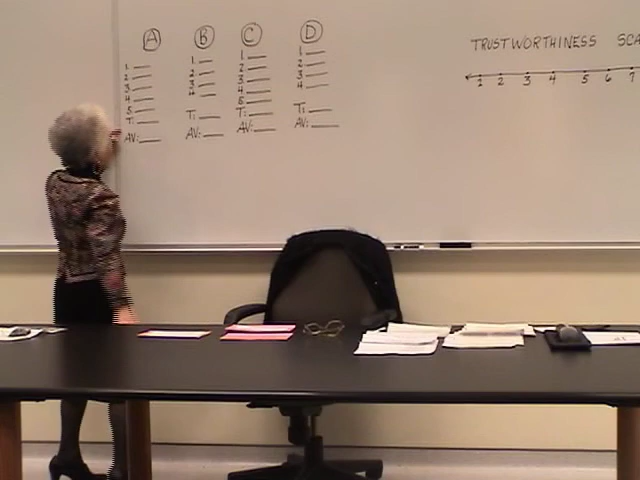 A B C D
1. 1. 1. 1.
2. 2. 2. 2.
3. 3. 3. 3.
4. 4. 4. 4.
5. 5.
T: T: T: T:
AV: AV: AV: AV:
TRUSTWORTHINESS SCA
1 2 3 4 5 6 7